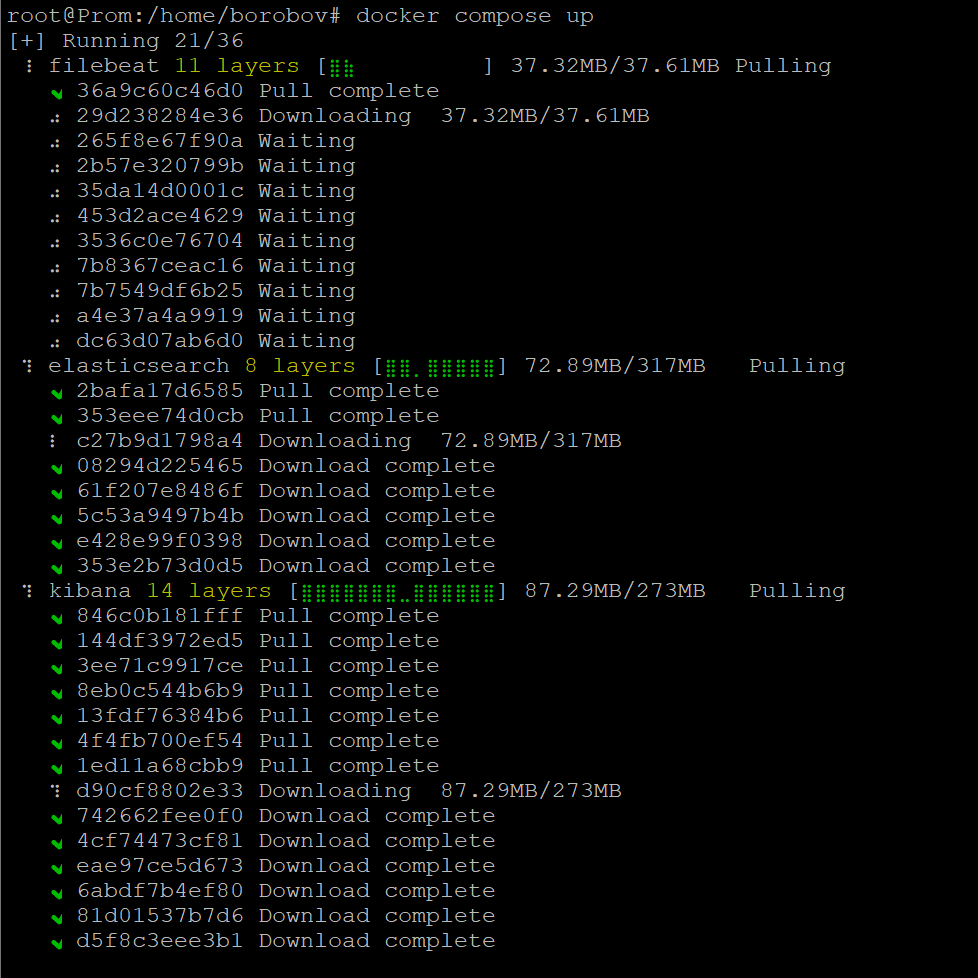 root@Prom:/home/borobov# docker compose up
[+] Running 21/36
⠸ filebeat 11 layers [⣿⣷         ] 37.32MB/37.61MB Pulling
✔ 36a9c60c46d0 Pull complete
29d238284e36 Downloading 37.32MB/37.61MB
265f8e67f90a Waiting
2b57e320799b Waiting
35da14d0001c Waiting
453d2ace4629 Waiting
3536c0e76704 Waiting
7b8367ceac16 Waiting
7b7549df6b25 Waiting
a4e37a4a9919 Waiting
dc63d07ab6d0 Waiting
⠹ elasticsearch 8 layers [⣿⣿⡀⣿⣿⣿⣿⣿] 72.89MB/317MB Pulling
✔ 2bafa17d6585 Pull complete
✔ 353eee74d0cb Pull complete
⠸ c27b9d1798a4 Downloading 72.89MB/317MB
✔ 08294d225465 Download complete
✔ 61f207e8486f Download complete
✔ 5c53a9497b4b Download complete
✔ e428e99f0398 Download complete
✔ 353e2b73d0d5 Download complete
⠹ kibana 14 layers [⣿⣿⣿⣿⣿⣿⣿⣀⣿⣿⣿⣿⣿⣿] 87.29MB/273MB Pulling
✔ 846c0b181fff Pull complete
✔ 144df3972ed5 Pull complete
✔ 3ee71c9917ce Pull complete
✔ 8eb0c544b6b9 Pull complete
✔ 13fdf76384b6 Pull complete
✔ 4f4fb700ef54 Pull complete
✔ 1ed11a68cbb9 Pull complete
⠹ d90cf8802e33 Downloading 87.29MB/273MB
✔ 742662fee0f0 Download complete
✔ 4cf74473cf81 Download complete
✔ eae97ce5d673 Download complete
✔ 6abdf7b4ef80 Download complete
✔ 81d01537b7d6 Download complete
✔ d5f8c3eee3b1 Download complete